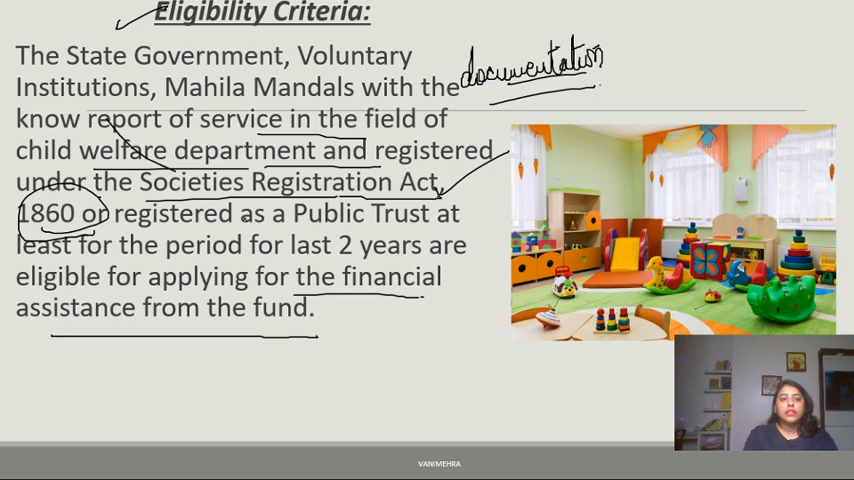 Eligibility Criteria:
The State Government, Voluntary
documentation
Institutions, Mahila Mandals with the
know report of service in the field of
child welfare department and registered
under the Societies Registration Act,
1860 or registered as a Public Trust at
least for the period for last 2 years are
eligible for applying for the financial
assistance from the fund.
VANIMEHRA